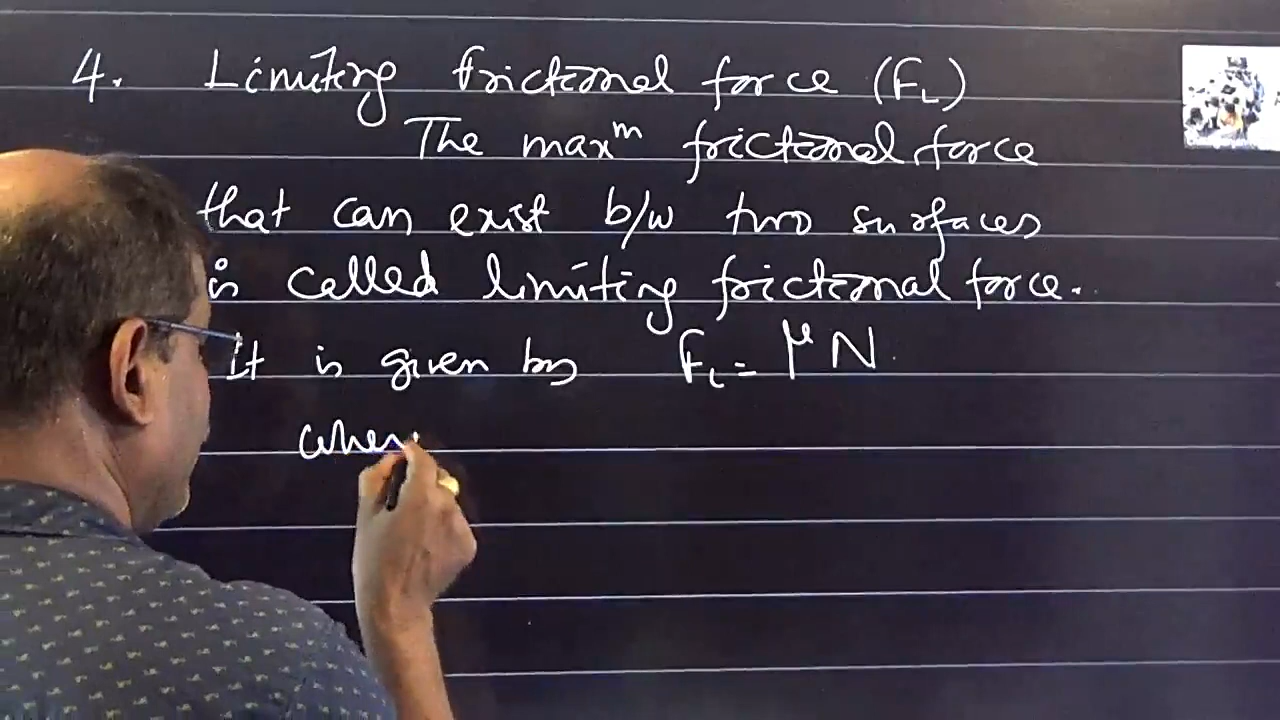 4. Limiting frictional force (FL)
The maxᵐ frictional force
that can exist b/w two surfaces
is called limiting frictional force.
It is given by FL = μN
where